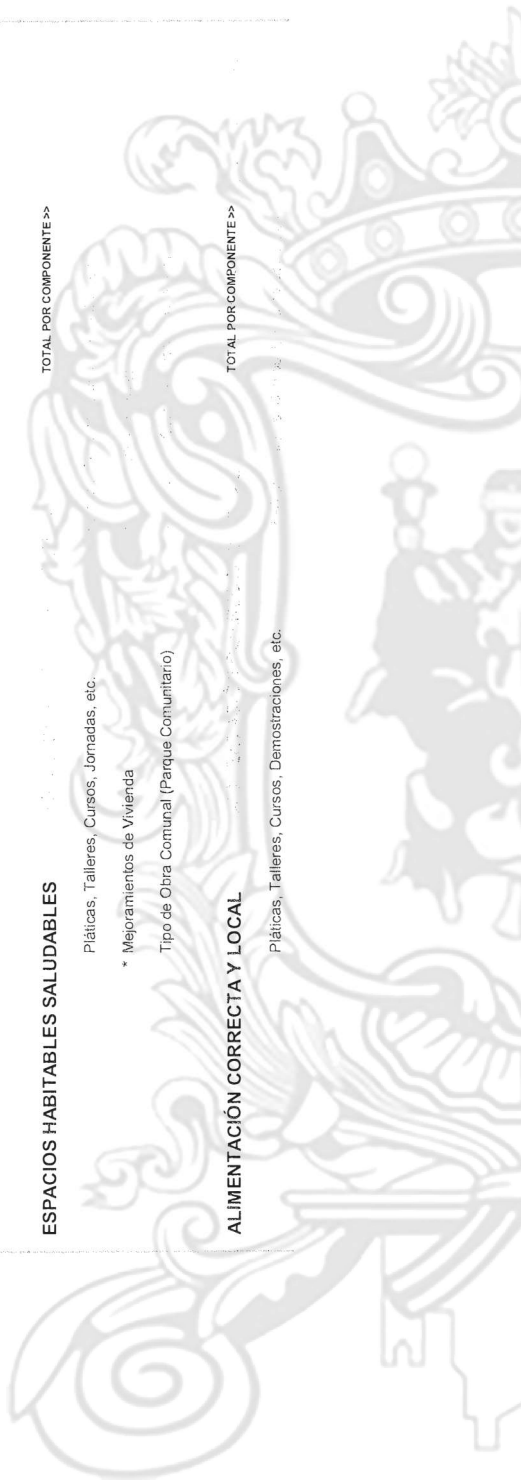 ESPACIOS HABITABLES SALUDABLES TOTAL POR COMPONENTE >>
Pláticas, Talleres, Cursos, Jornadas, etc.
* Mejoramientos de Vivienda
Tipo de Obra Comunal (Parque Comunitario)
ALIMENTACIÓN CORRECTA Y LOCAL TOTAL POR COMPONENTE >>
Pláticas, Talleres, Cursos, Demostraciones, etc.